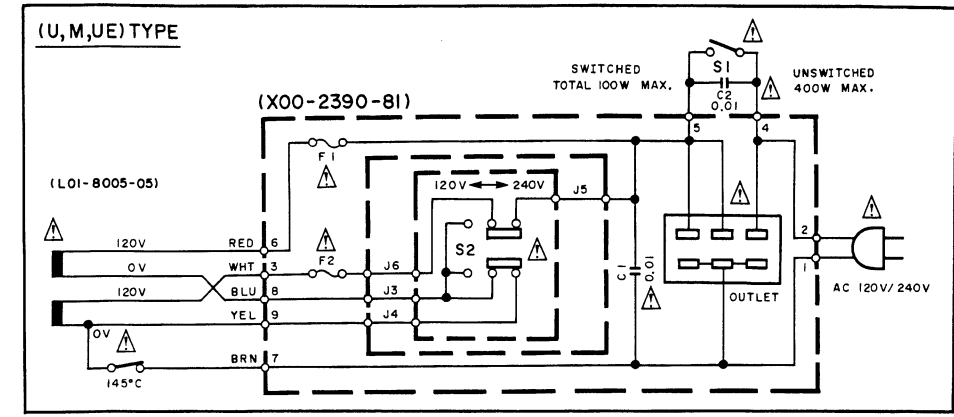 (U, M, UE) TYPE
S1
SWITCHED
TOTAL 100W MAX.
UNSWITCHED
400W MAX.
C2
0.01
(X00-2390-81)
5
4
F1
(L01-8005-05)
120V
240V
J5
120V
RED
6
S2
2
0V
WHT
3
F2
J6
1
120V
BLU
8
J3
C1
0.01
OUTLET
AC 120V/240V
YEL
9
J4
0V
BRN
7
145°C